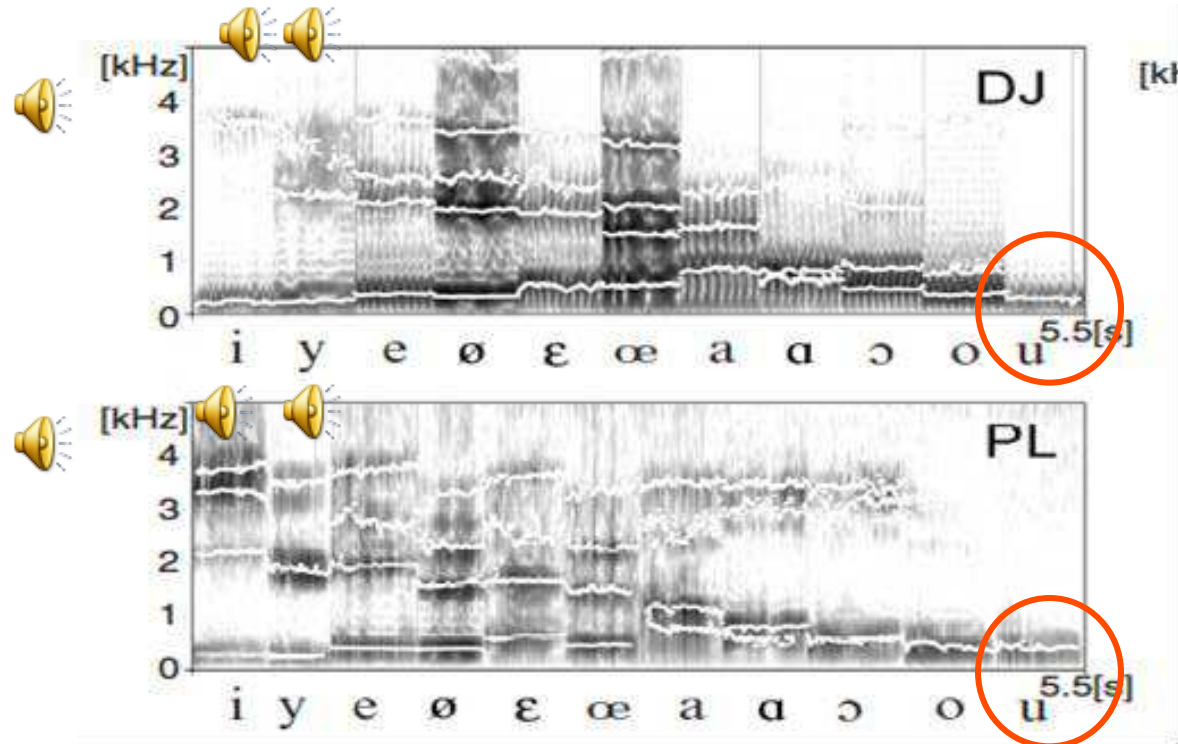 [kHz]
4
3
2
1
0
DJ
[kH
i y e ø ɛ œ a ɑ ɔ o u
5.5[s]
[kHz]
4
3
2
1
0
PL
i y e ø ɛ œ a ɑ ɔ o u
5.5[s]